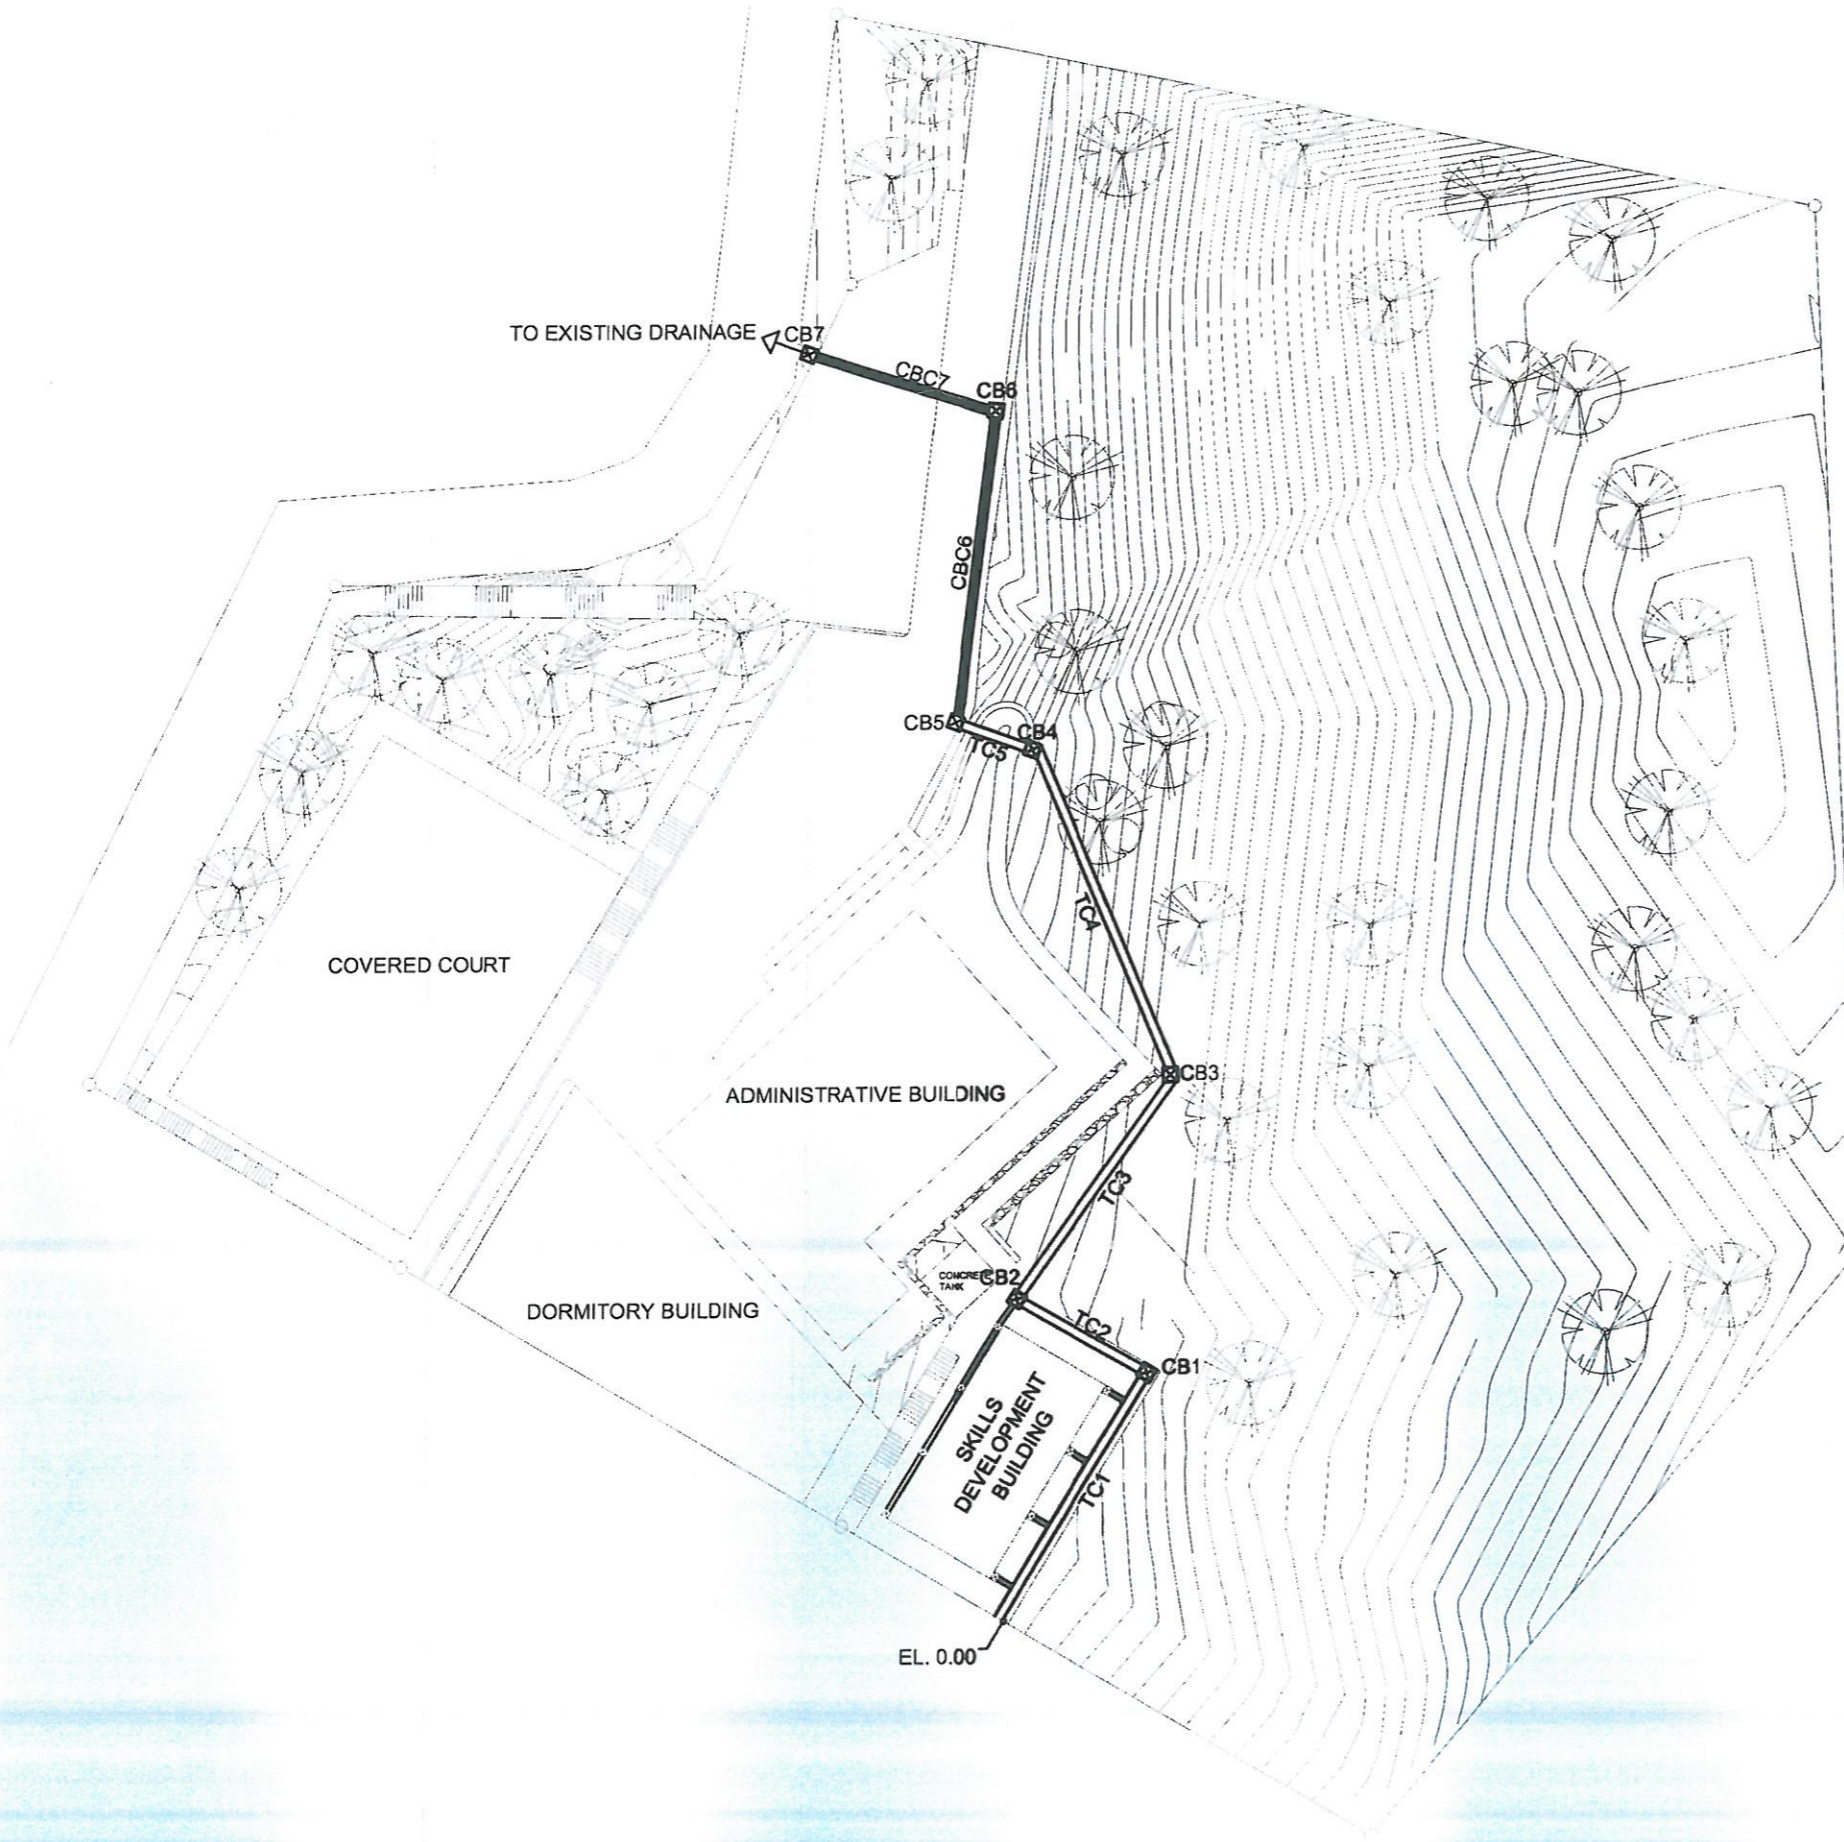 TO EXISTING DRAINAGE
CB7
CBC7
CB6
CBC6
CB5
CB4
TC5
TC4
COVERED COURT
CB3
ADMINISTRATIVE BUILDING
TC3
CONCRETE
TANK
CB2
DORMITORY BUILDING
TC2
CB1
SKILLS
DEVELOPMENT
BUILDING
TC1
EL. 0.00